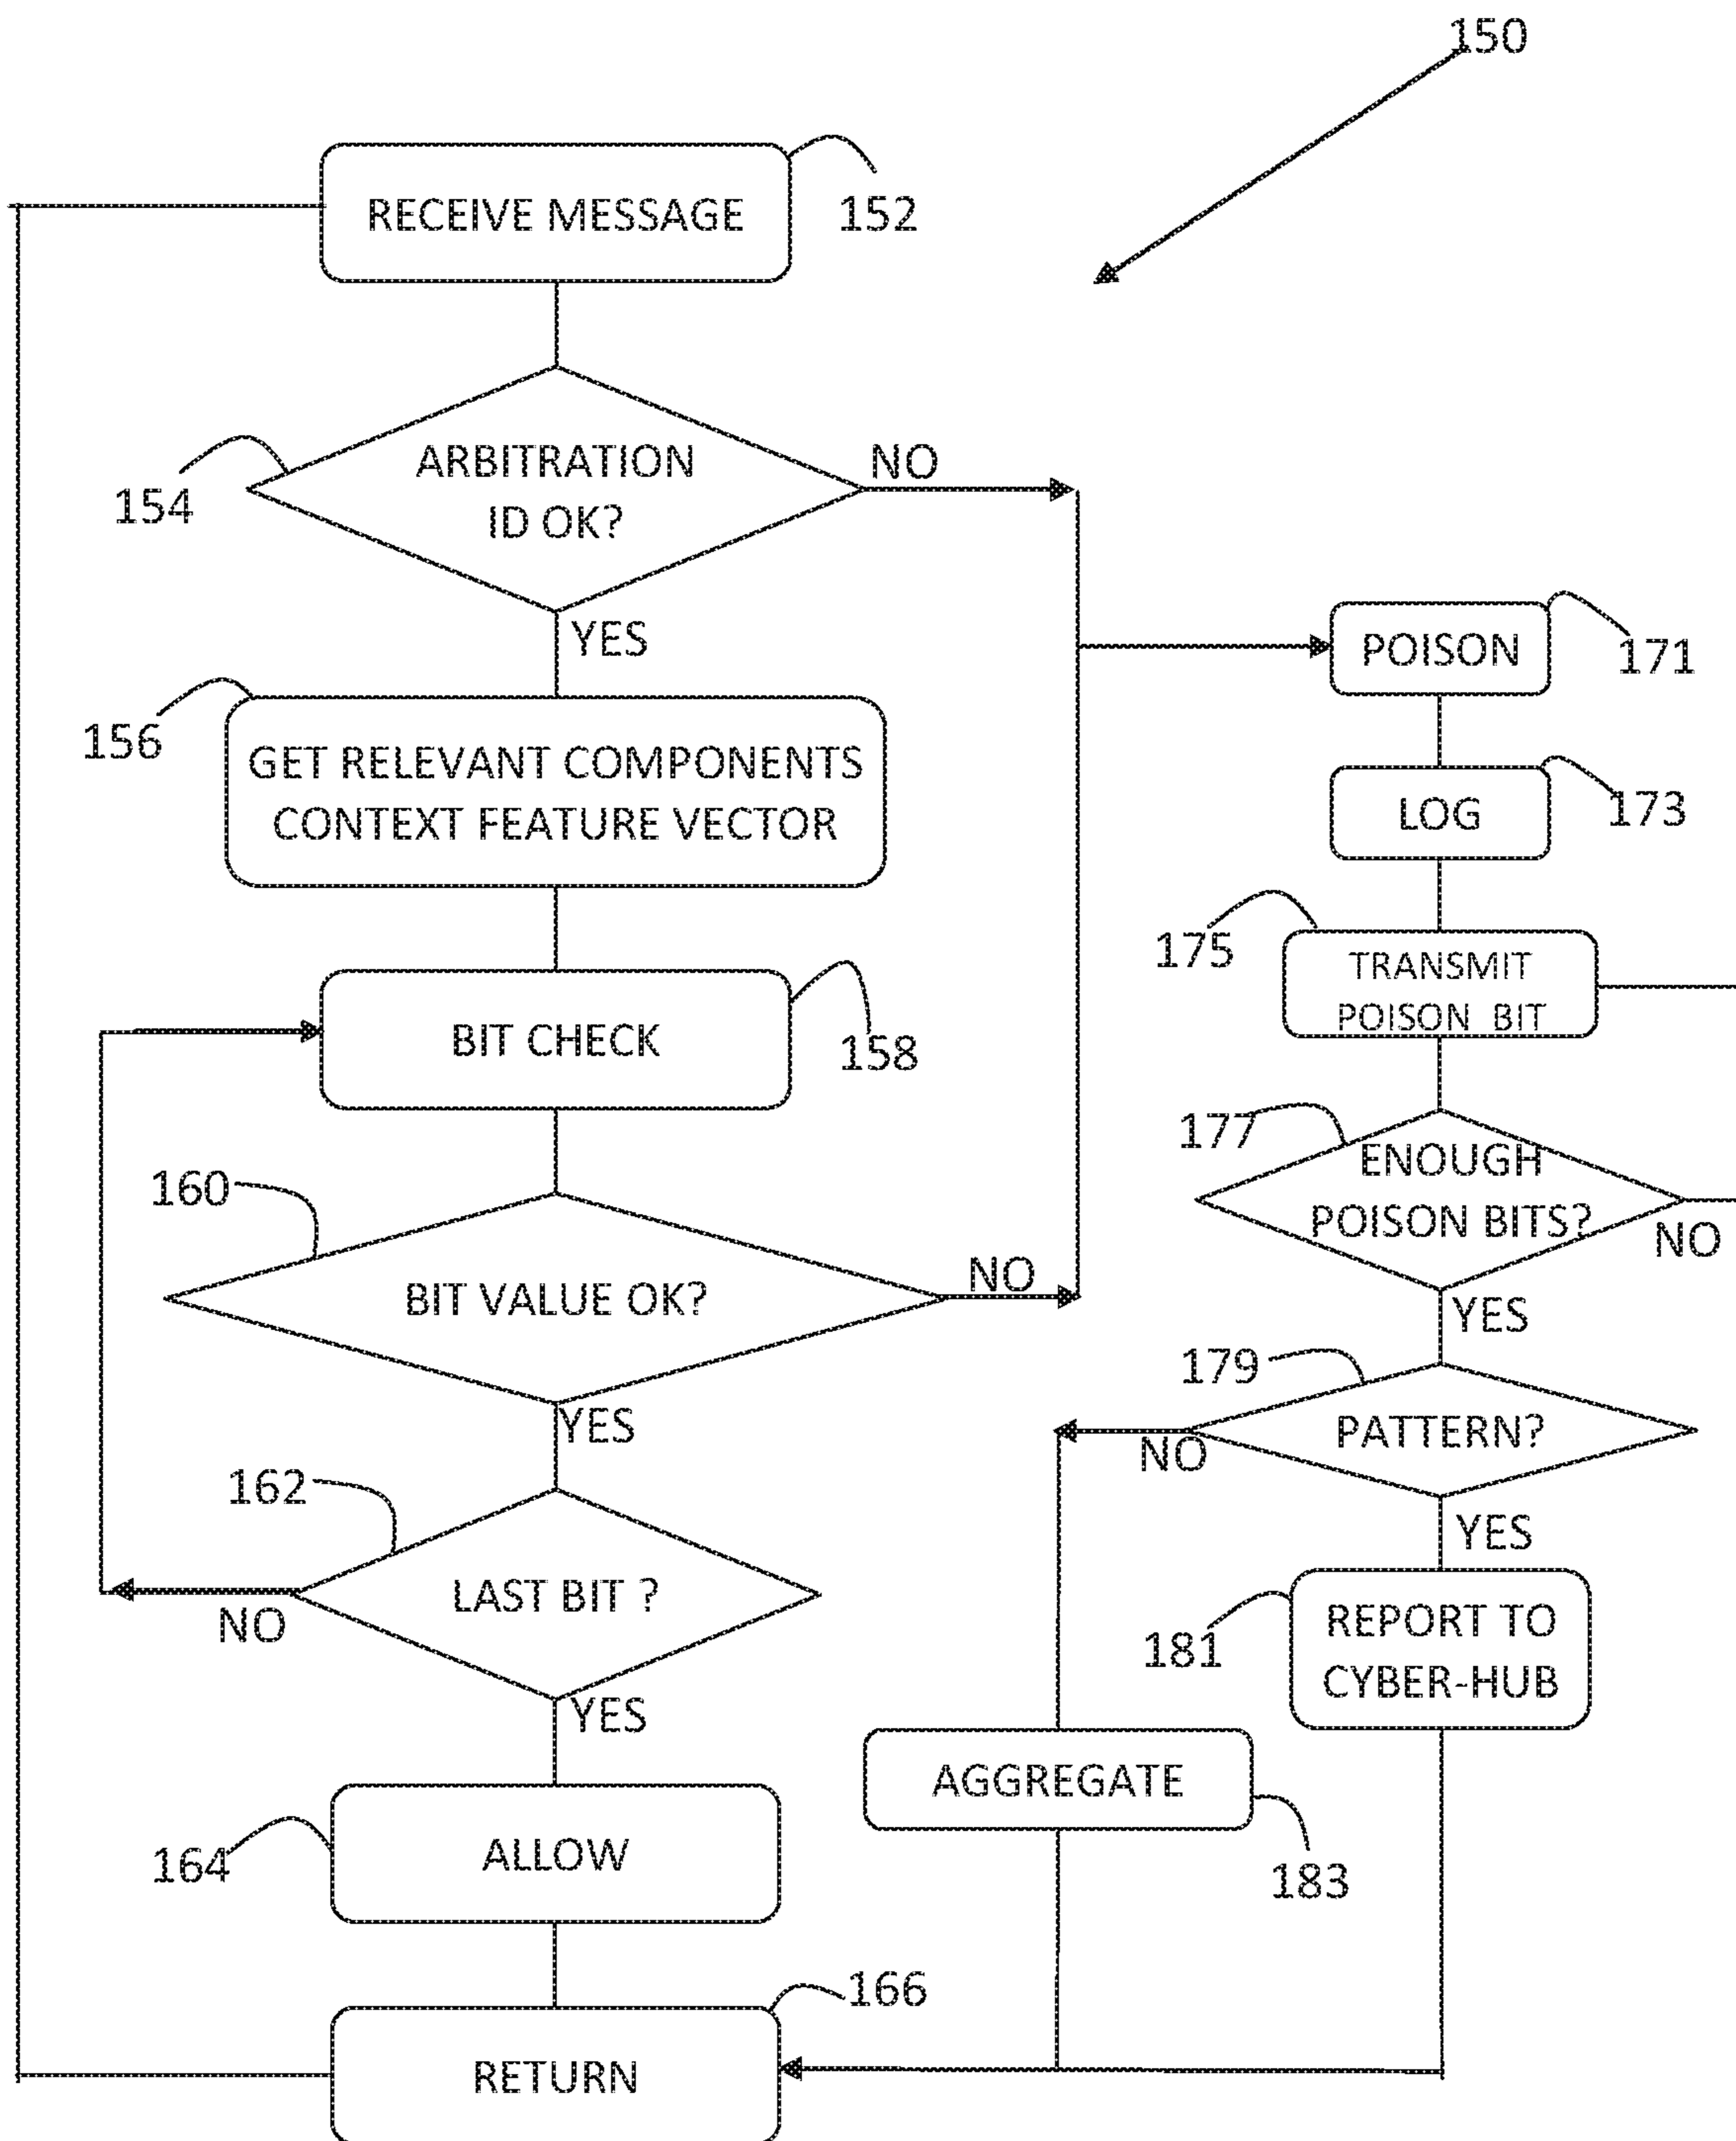 150
RECEIVE MESSAGE
152
ARBITRATION
ID OK?
154
NO
YES
156
GET RELEVANT COMPONENTS
CONTEXT FEATURE VECTOR
BIT CHECK
158
160
BIT VALUE OK?
NO
YES
162
LAST BIT ?
NO
YES
164
ALLOW
166
RETURN
POISON
171
LOG
173
175
TRANSMIT
POISON BIT
177
ENOUGH
POISON BITS?
NO
YES
179
PATTERN?
NO
YES
181
REPORT TO
CYBER-HUB
AGGREGATE
183